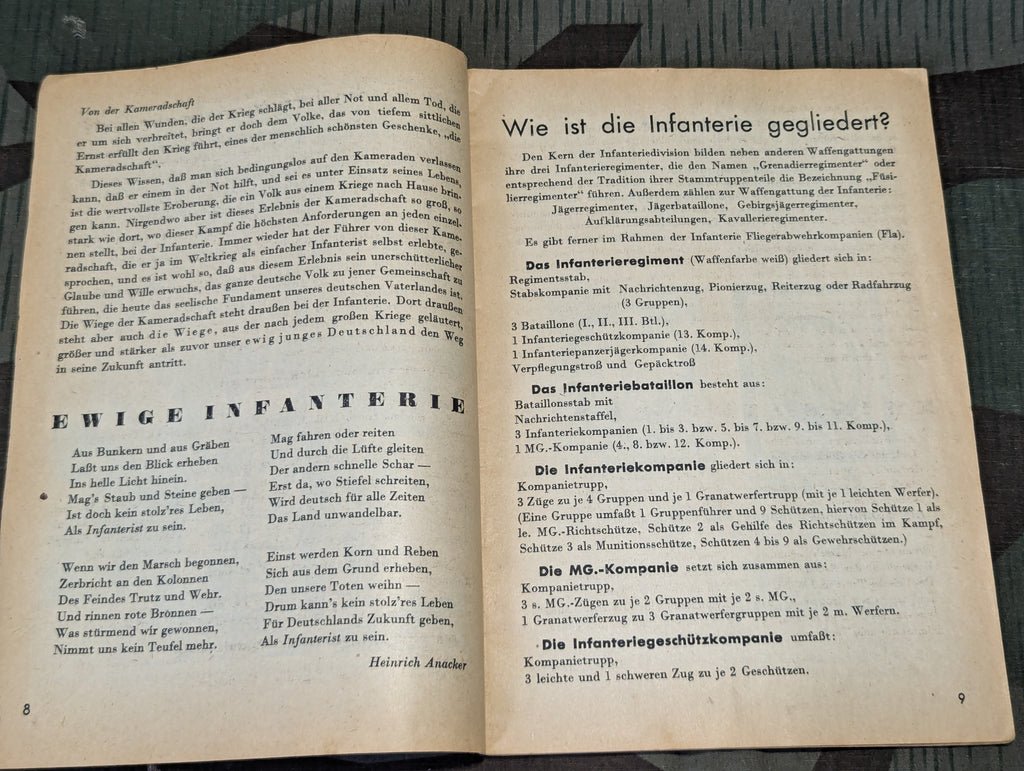 Von der Kameradschaft
Bei allen Wunden, die der Krieg schlägt, bei aller Not und allem Tod, die
er um sich verbreitet, bringt er doch dem Volke, das von tiefem sittlichen
Ernst erfüllt den Krieg führt, eines der menschlich schönsten Geschenke, „die
Kameradschaft“.
Dieses Wissen, daß man sich bedingungslos auf den Kameraden verlassen
kann, daß er einem in der Not hilft, und sei es unter Einsatz seines Lebens,
ist die wertvollste Eroberung, die ein Volk aus einem Kriege nach Hause brin-
gen kann. Nirgendwo aber ist dieses Erlebnis der Kameradschaft so groß, so
stark wie dort, wo dieser Kampf die höchsten Anforderungen an jeden einzel-
nen stellt, bei der Infanterie. Immer wieder hat der Führer von dieser Kame-
radschaft, die er ja im Weltkrieg als einfacher Infanterist selbst erlebte, ge-
sprochen, und es ist wohl so, daß aus diesem Erlebnis sein unerschütterlicher
Glaube und Wille erwuchs, das ganze deutsche Volk zu jener Gemeinschaft zu
führen, die heute das seelische Fundament unseres deutschen Vaterlandes ist.
Die Wiege der Kameradschaft steht draußen bei der Infanterie. Dort draußen
steht aber auch die Wiege, aus der nach jedem großen Kriege geläutert,
größer und stärker als zuvor unser ewig junges Deutschland den Weg
in seine Zukunft antritt.
EWIGE INFANTERIE
Aus Bunkern und aus Gräben
Laßt uns den Blick erheben
Ins helle Licht hinein.
Mag's Staub und Steine geben —
Ist doch kein stolz'res Leben,
Als Infanterist zu sein.
Wenn wir den Marsch begonnen,
Zerbricht an den Kolonnen
Des Feindes Trutz und Wehr.
Und rinnen rote Bronnen —
Was stürmend wir gewonnen,
Nimmt uns kein Teufel mehr.
Mag fahren oder reiten
Und durch die Lüfte gleiten
Der andern schnelle Schar —
Erst da, wo Stiefel schreiten,
Wird deutsch für alle Zeiten
Das Land unwandelbar.
Einst werden Korn und Reben
Sich aus dem Grund erheben,
Den unsere Toten weihn —
Drum kann's kein stolz'res Leben
Für Deutschlands Zukunft geben,
Als Infanterist zu sein.
Heinrich Anacker
8
Wie ist die Infanterie gegliedert?
Den Kern der Infanteriedivision bilden neben anderen Waffengattungen
ihre drei Infanterieregimenter, die den Namen „Grenadierregimenter“ oder
entsprechend der Tradition ihrer Stammtruppenteile die Bezeichnung „Füsi-
lierregimenter“ führen. Außerdem zählen zur Waffengattung der Infanterie:
Jägerregimenter, Jägerbataillone, Gebirgsjägerregimenter,
Aufklärungsabteilungen, Kavallerieregimenter.
Es gibt ferner im Rahmen der Infanterie Fliegerabwehrkompanien (Fla).
Das Infanterieregiment (Waffenfarbe weiß) gliedert sich in:
Regimentsstab,
Stabskompanie mit Nachrichtenzug, Pionierzug, Reiterzug oder Radfahrzug
(3 Gruppen),
3 Bataillone (I., II., III. Btl.),
1 Infanteriegeschützkompanie (13. Komp.),
1 Infanteriepanzerjägerkompanie (14. Komp.),
Verpflegungstroß und Gepäcktroß
Das Infanteriebataillon besteht aus:
Bataillonsstab mit
Nachrichtenstaffel,
3 Infanteriekompanien (1. bis 3. bzw. 5. bis 7. bzw. 9. bis 11. Komp.),
1 MG.-Kompanie (4., 8. bzw. 12. Komp.).
Die Infanteriekompanie gliedert sich in:
Kompanietrupp,
3 Züge zu je 4 Gruppen und je 1 Granatwerfertrupp (mit je 1 leichten Werfer),
(Eine Gruppe umfaßt 1 Gruppenführer und 9 Schützen, hiervon Schütze 1 als
le. MG.-Richtschütze, Schütze 2 als Gehilfe des Richtschützen im Kampf,
Schütze 3 als Munitionsschütze, Schützen 4 bis 9 als Gewehrschützen.)
Die MG.-Kompanie setzt sich zusammen aus:
Kompanietrupp,
3 s. MG.-Zügen zu je 2 Gruppen mit je 2 s. MG.,
1 Granatwerferzug zu 3 Granatwerfergruppen mit je 2 m. Werfern.
Die Infanteriegeschützkompanie umfaßt:
Kompanietrupp,
3 leichte und 1 schweren Zug zu je 2 Geschützen.
9